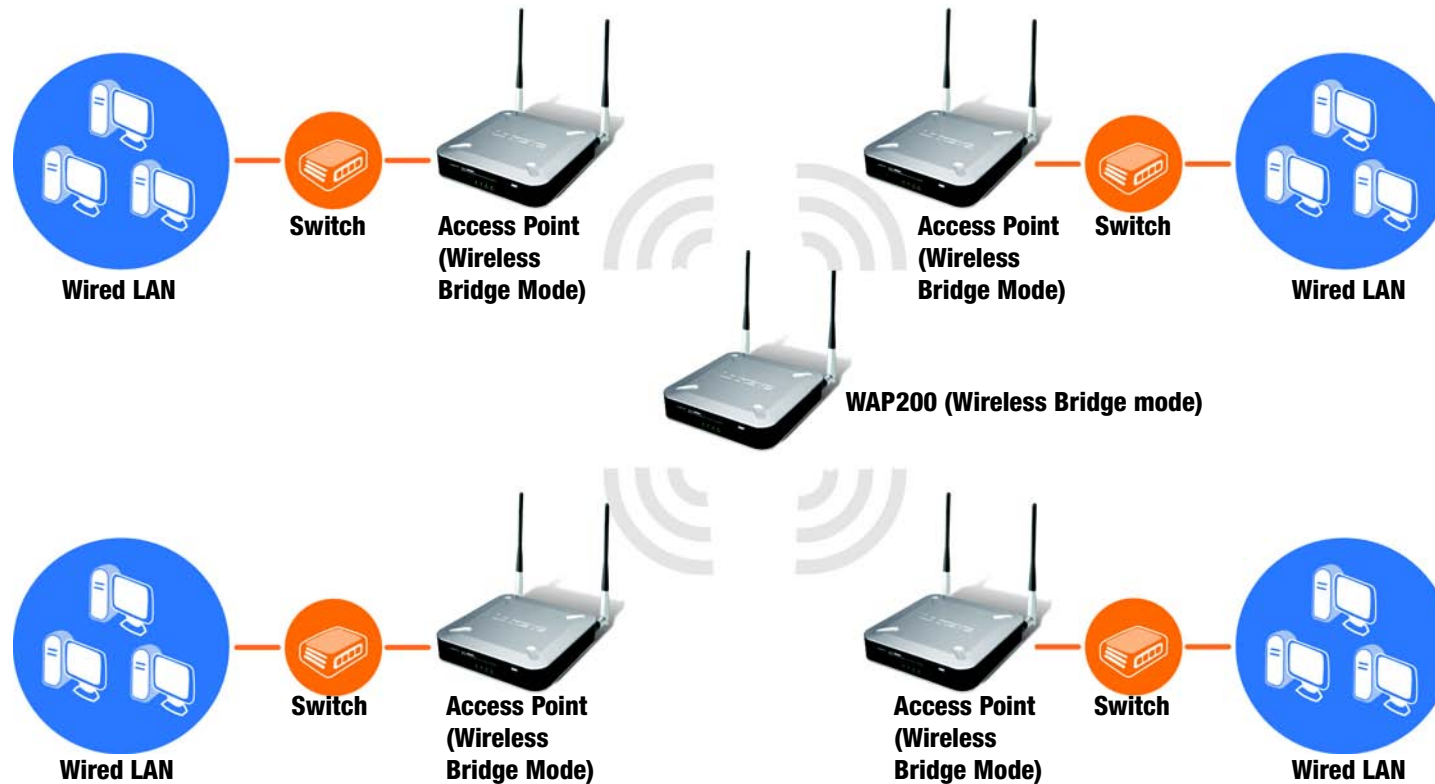 Switch
Access Point
(Wireless
Bridge Mode)
Wired LAN
Access Point
(Wireless
Bridge Mode)
Switch
Wired LAN
WAP200 (Wireless Bridge mode)
Switch
Access Point
(Wireless
Bridge Mode)
Wired LAN
Access Point
(Wireless
Bridge Mode)
Switch
Wired LAN